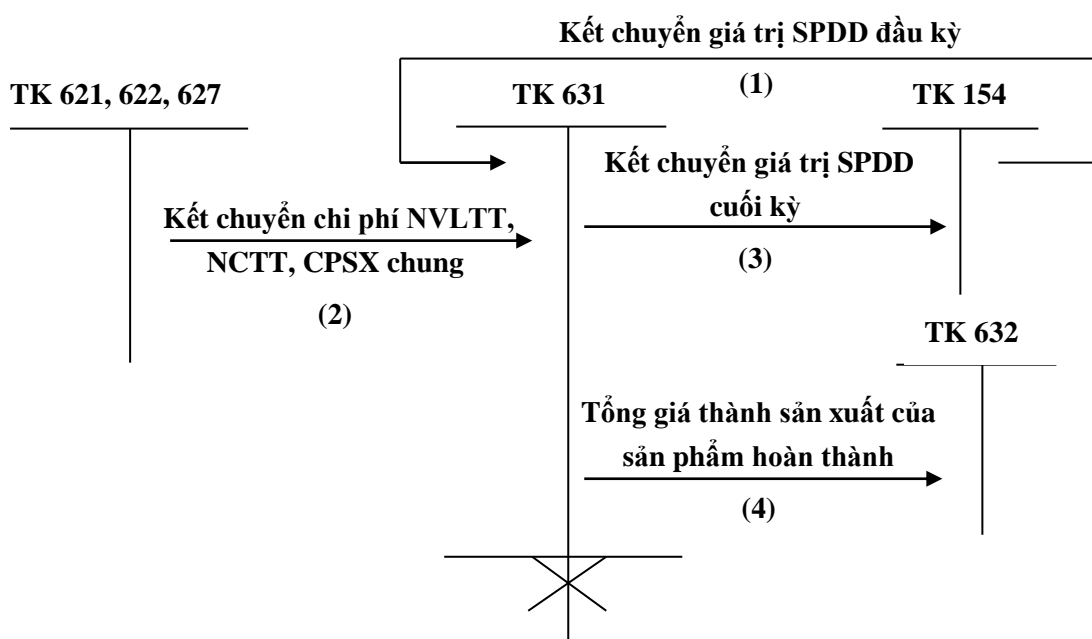 Kết chuyển giá trị SPDD đầu kỳ
(1)
TK 621, 622, 627
TK 631
TK 154
Kết chuyển giá trị SPDD
cuối kỳ
(3)
Kết chuyển chi phí NVLTT,
NCTT, CPSX chung
(2)
TK 632
Tổng giá thành sản xuất của
sản phẩm hoàn thành
(4)